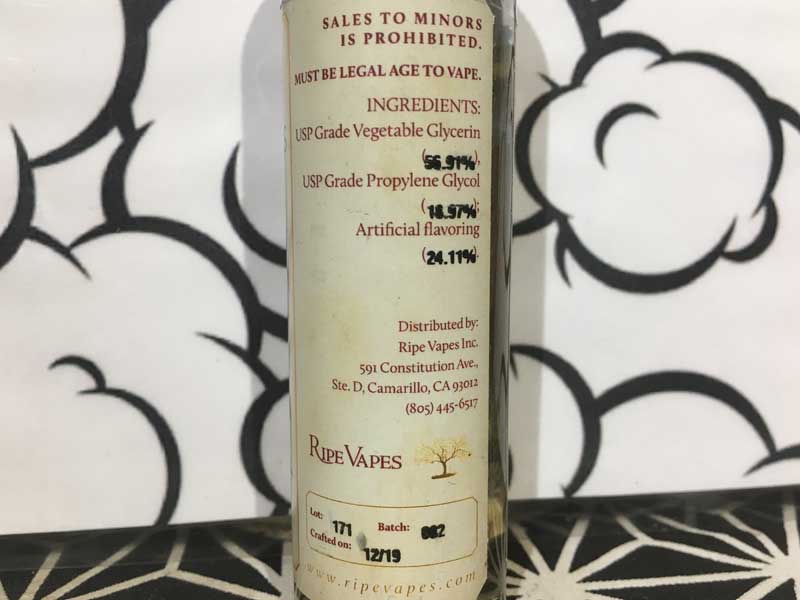 SALES TO MINORS
IS PROHIBITED.
MUST BE LEGAL AGE TO VAPE.
INGREDIENTS:
USP Grade Vegetable Glycerin
(56.91%),
USP Grade Propylene Glycol
(18.97%);
Artificial flavoring
(24.11%).
Distributed by:
Ripe Vapes Inc.
591 Constitution Ave.,
Ste. D, Camarillo, CA 93012
(805) 445-6517
RIPE VAPES
Lot: 171 Batch: 002
Crafted on: 12/19
www.ripevapes.com